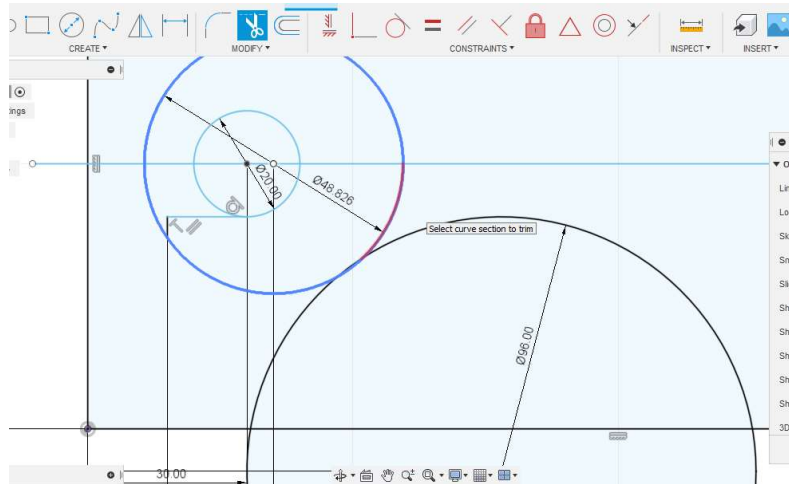 CREATE ▾
MODIFY ▾
CONSTRAINTS ▾
INSPECT ▾
INSERT ▾
tings
Ø20.00
Ø48.826
Select curve section to trim
Ø96.00
30.00
▼ O
Lin
Lo
Sk
Sn
Sli
Sh
Sh
Sh
Sh
Sh
3D